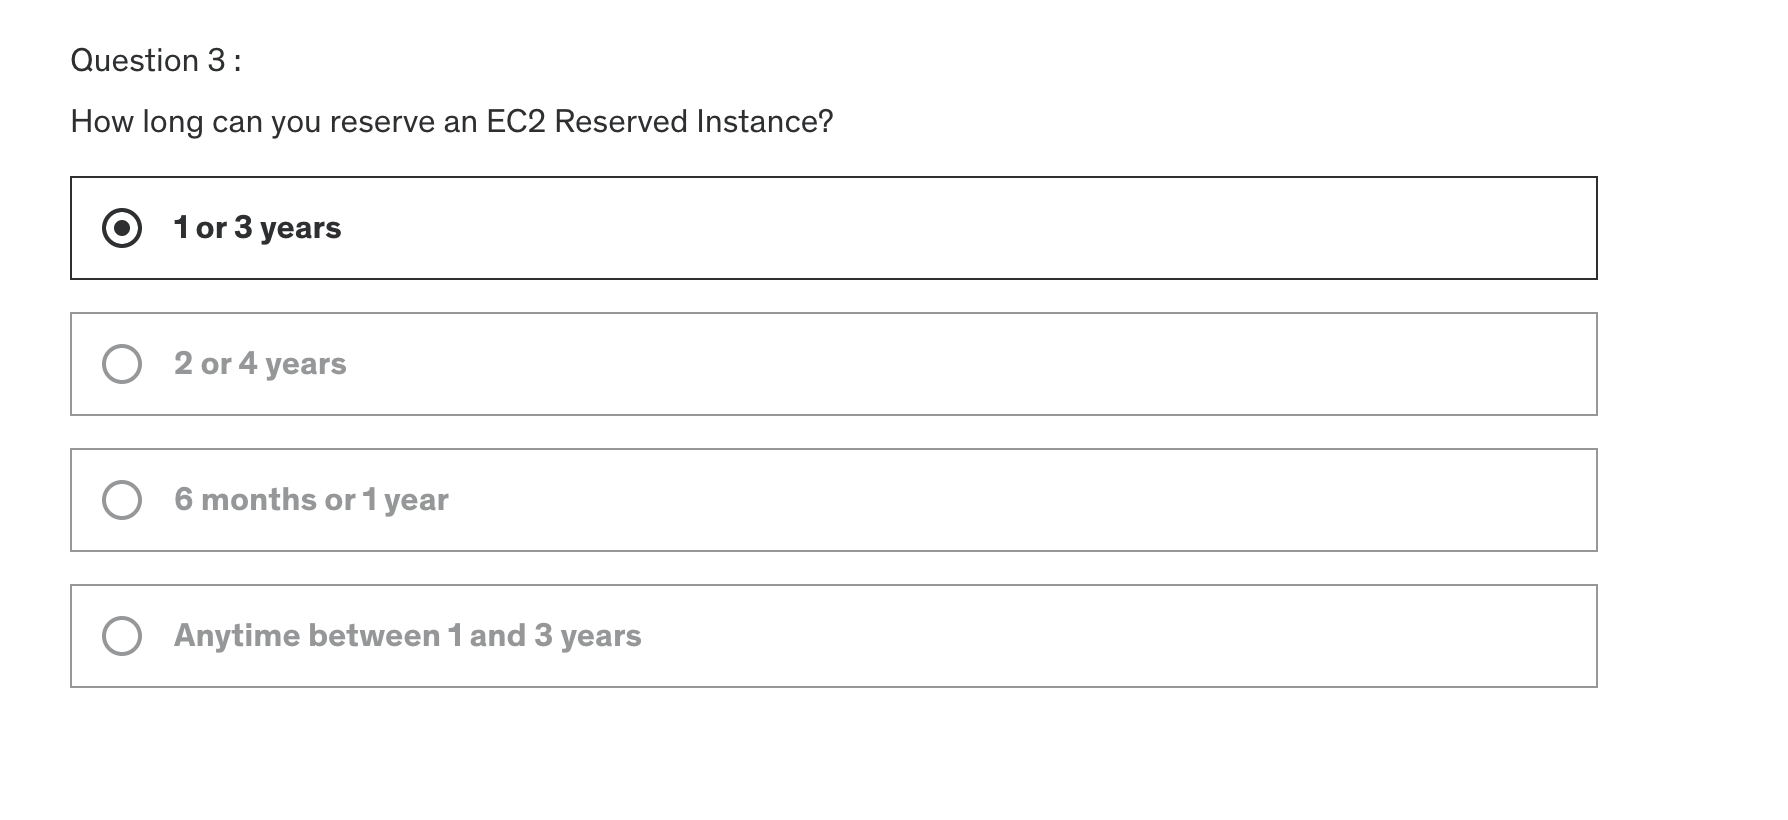 Question 3 :
How long can you reserve an EC2 Reserved Instance?
1 or 3 years
2 or 4 years
6 months or 1 year
Anytime between 1 and 3 years